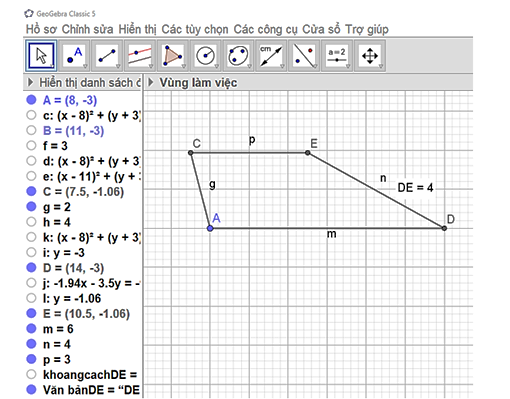 GeoGebra Classic 5
Hồ sơ Chỉnh sửa Hiển thị Các tùy chọn Các công cụ Cửa sổ Trợ giúp
A
cm
a=2
Hiển thị danh sách đ
Vùng làm việc
A = (8, -3)
c: (x - 8)² + (y + 3)
B = (11, -3)
f = 3
d: (x - 8)² + (y + 3
e: (x - 11)² + (y +
C = (7.5, -1.06)
g = 2
h = 4
k: (x - 8)² + (y + 3)
i: y = -3
D = (14, -3)
j: -1.94x - 3.5y = -
l: y = -1.06
E = (10.5, -1.06)
m = 6
n = 4
p = 3
khoangcachDE =
Văn bảnDE = “DE
C
p
E
g
n
DE = 4
A
D
m